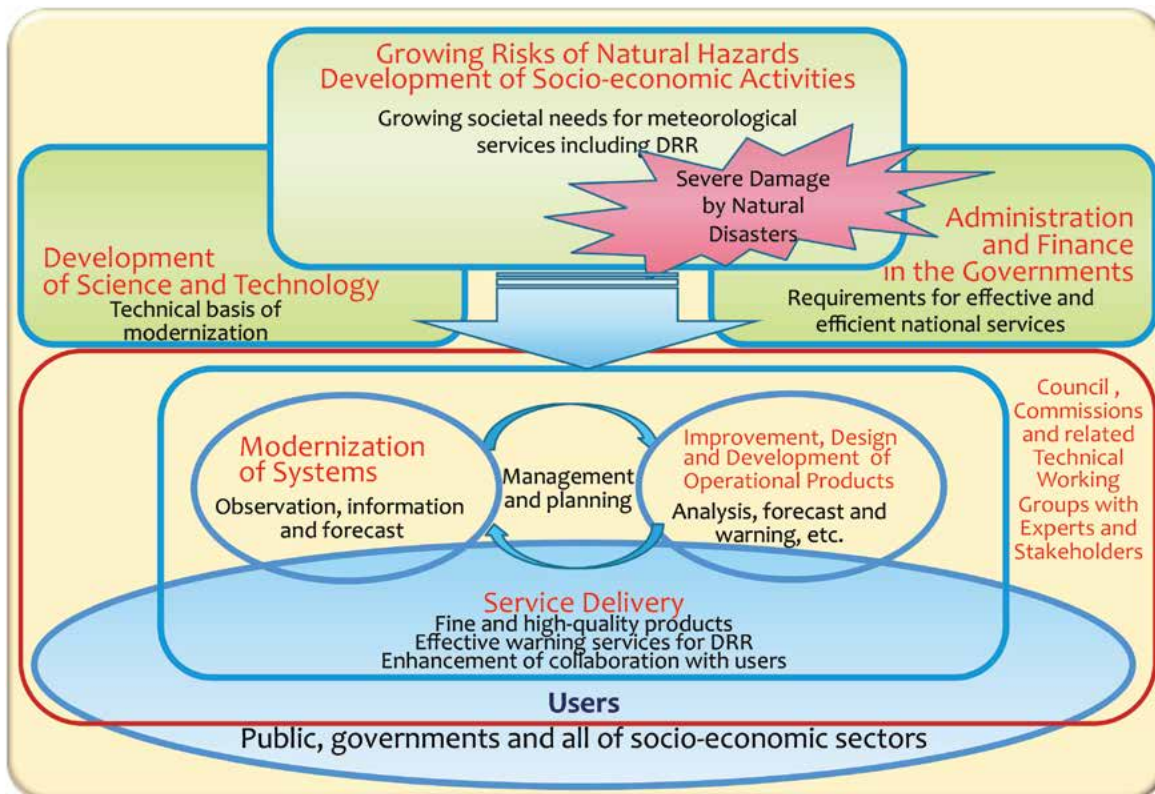 Growing Risks of Natural Hazards
Development of Socio-economic Activities
Growing societal needs for meteorological
services including DRR
Severe Damage
by Natural
Disasters
Development
of Science and Technology
Technical basis of
modernization
Administration
and Finance
in the Governments
Requirements for effective and
efficient national services
Council ,
Commissions
and related
Technical
Working
Groups with
Experts and
Stakeholders
Modernization
of Systems
Observation, information
and forecast
Management
and planning
Improvement, Design
and Development of
Operational Products
Analysis, forecast and
warning, etc.
Service Delivery
Fine and high-quality products
Effective warning services for DRR
Enhancement of collaboration with users
Users
Public, governments and all of socio-economic sectors